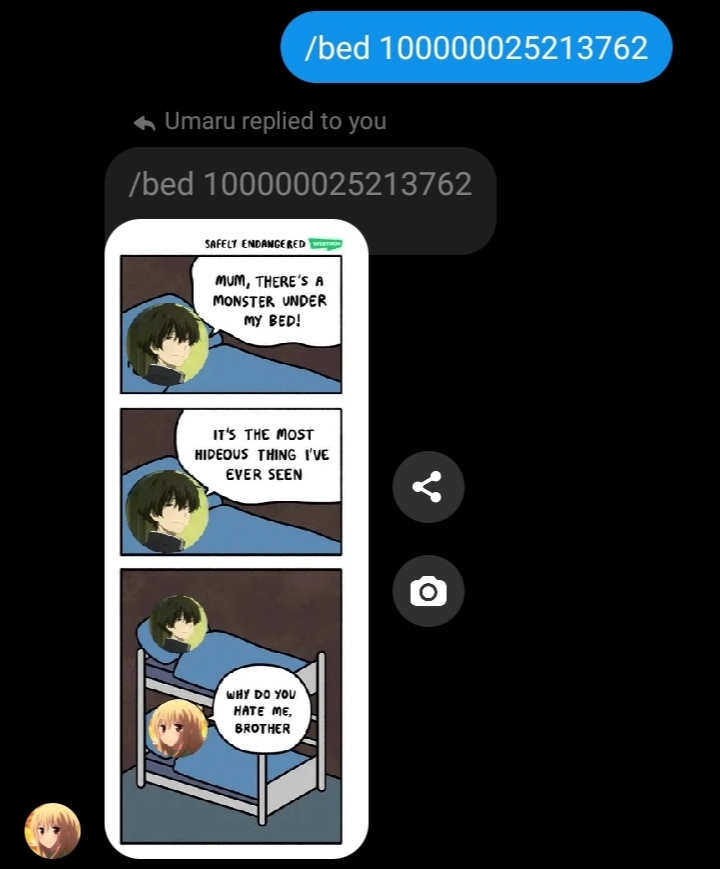 /bed 100000025213762
Umaru replied to you
/bed 100000025213762
SAFELY ENDANGERED WEBTOON
MUM, THERE'S A
MONSTER UNDER
MY BED!
IT'S THE MOST
HIDEOUS THING I'VE
EVER SEEN
WHY DO YOU
HATE ME,
BROTHER